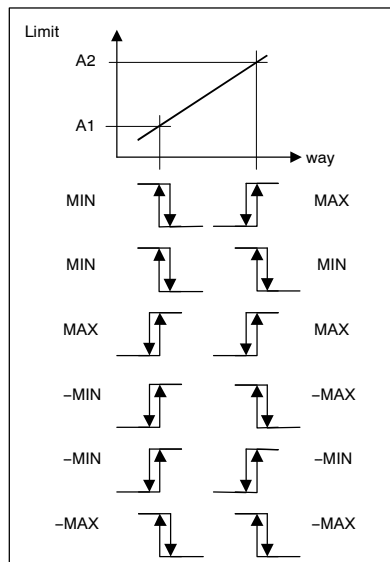 Limit
A2
A1
way
MIN MAX
MIN MIN
MAX MAX
–MIN –MAX
–MIN –MIN
–MAX –MAX